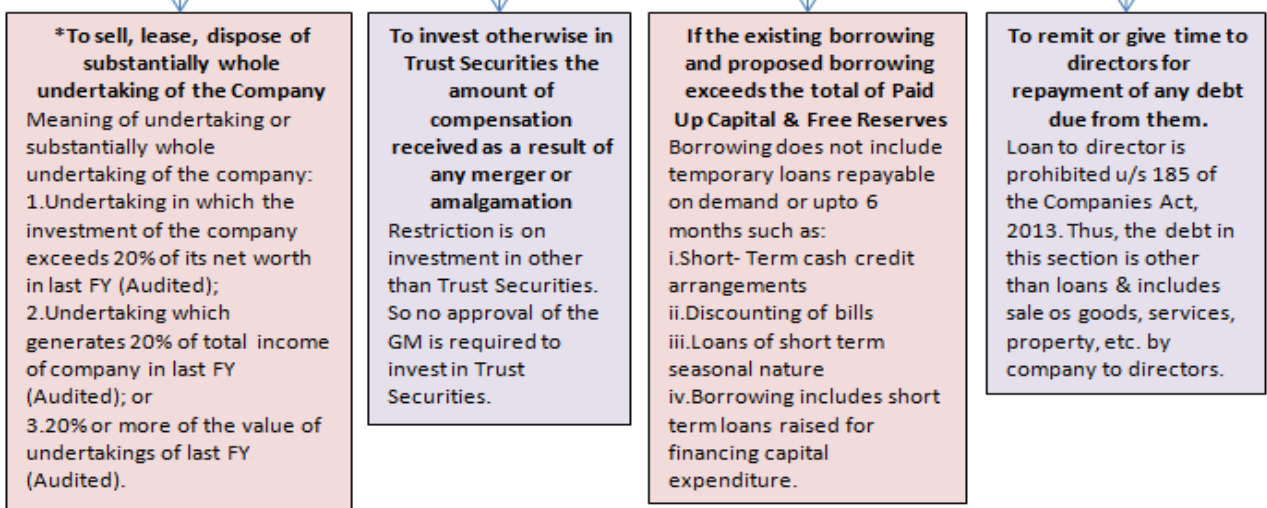 *To sell, lease, dispose of
substantially whole
undertaking of the Company
Meaning of undertaking or
substantially whole
undertaking of the company:
1.Undertaking in which the
investment of the company
exceeds 20% of its net worth
in last FY (Audited);
2.Undertaking which
generates 20% of total income
of company in last FY
(Audited); or
3.20% or more of the value of
undertakings of last FY
(Audited).
To invest otherwise in
Trust Securities the
amount of
compensation
received as a result of
any merger or
amalgamation
Restriction is on
investment in other
than Trust Securities.
So no approval of the
GM is required to
invest in Trust
Securities.
If the existing borrowing
and proposed borrowing
exceeds the total of Paid
Up Capital & Free Reserves
Borrowing does not include
temporary loans repayable
on demand or upto 6
months such as:
i.Short- Term cash credit
arrangements
ii.Discounting of bills
iii.Loans of short term
seasonal nature
iv.Borrowing includes short
term loans raised for
financing capital
expenditure.
To remit or give time to
directors for
repayment of any debt
due from them.
Loan to director is
prohibited u/s 185 of
the Companies Act,
2013. Thus, the debt in
this section is other
than loans & includes
sale os goods, services,
property, etc. by
company to directors.